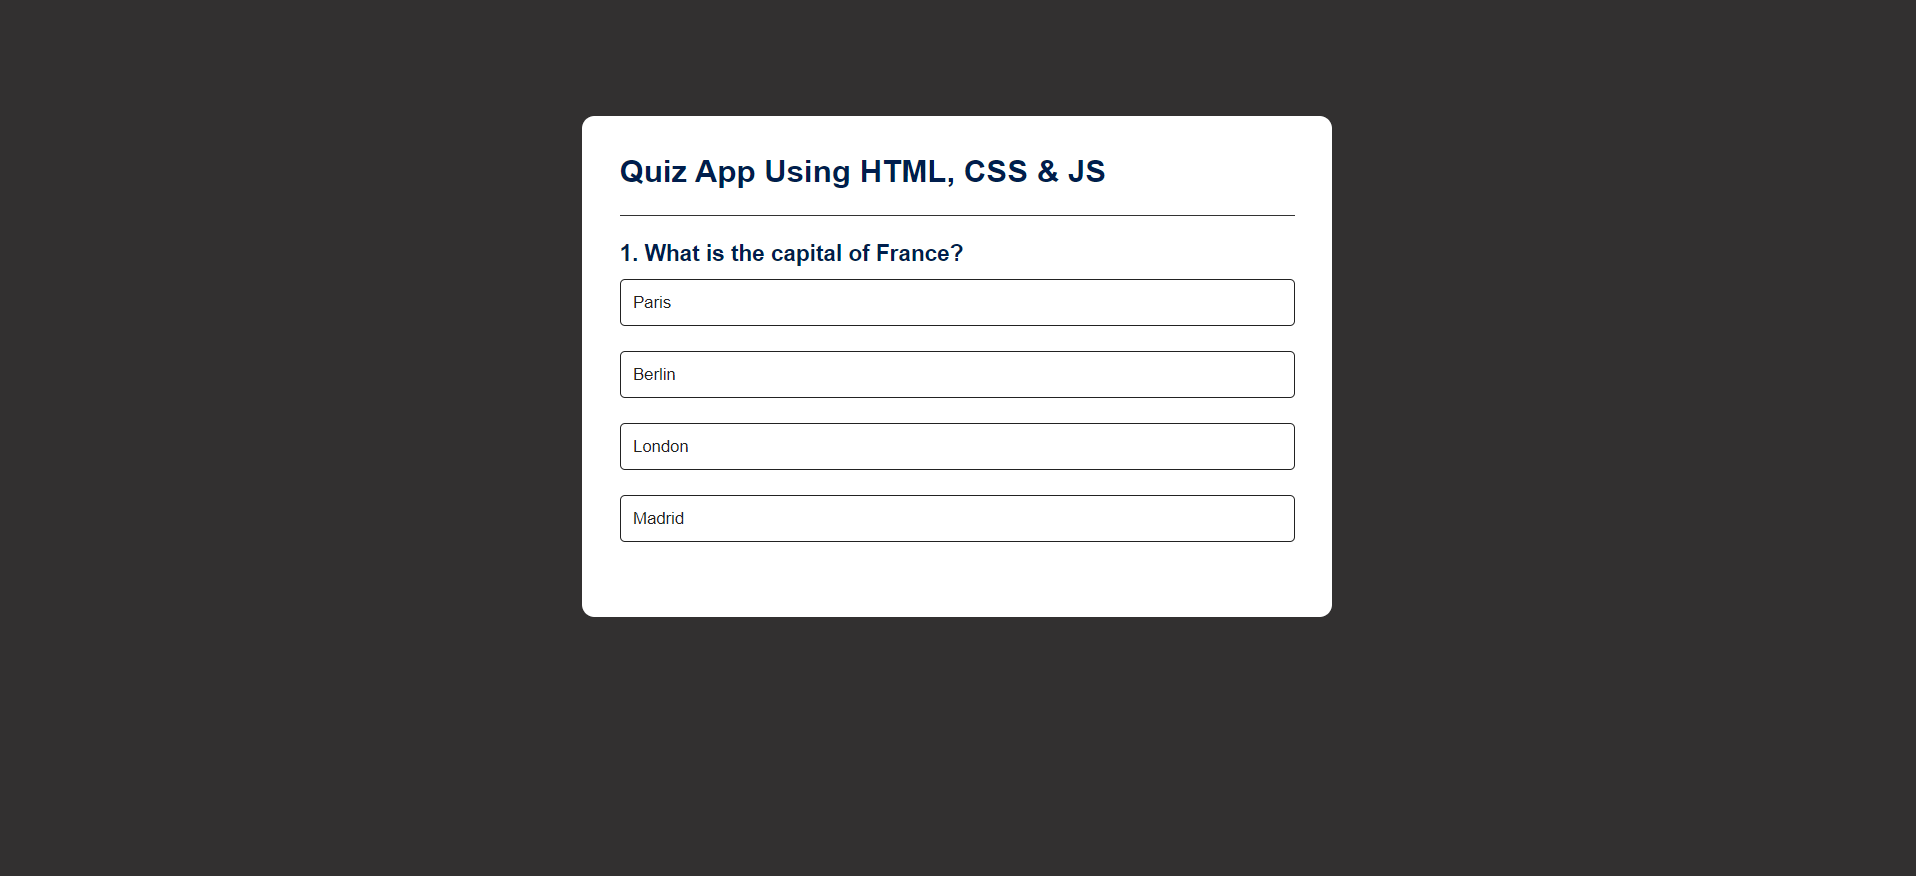 Quiz App Using HTML, CSS & JS
1. What is the capital of France?
Paris
Berlin
London
Madrid